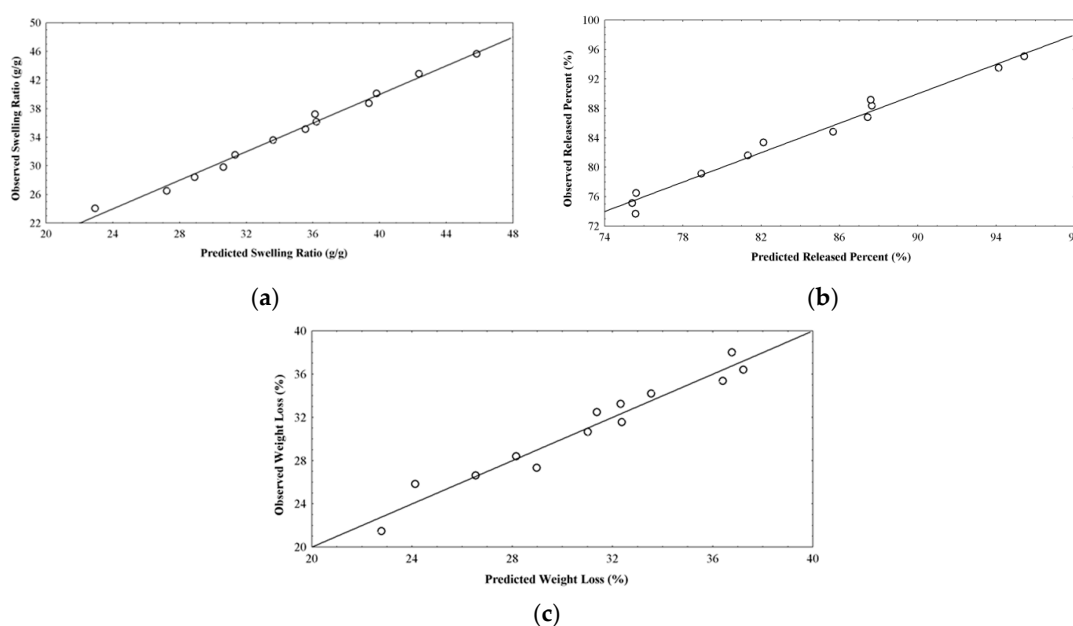 50
46
42
38
34
30
26
22
20 24 28 32 36 40 44 48
Observed Swelling Ratio (g/g)
Predicted Swelling Ratio (g/g)
(a)
100
96
92
88
84
80
76
72
74 78 82 86 90 94
Observed Released Percent (%)
Predicted Released Percent (%)
(b)
40
36
32
28
24
20
20 24 28 32 36 40
Observed Weight Loss (%)
Predicted Weight Loss (%)
(c)